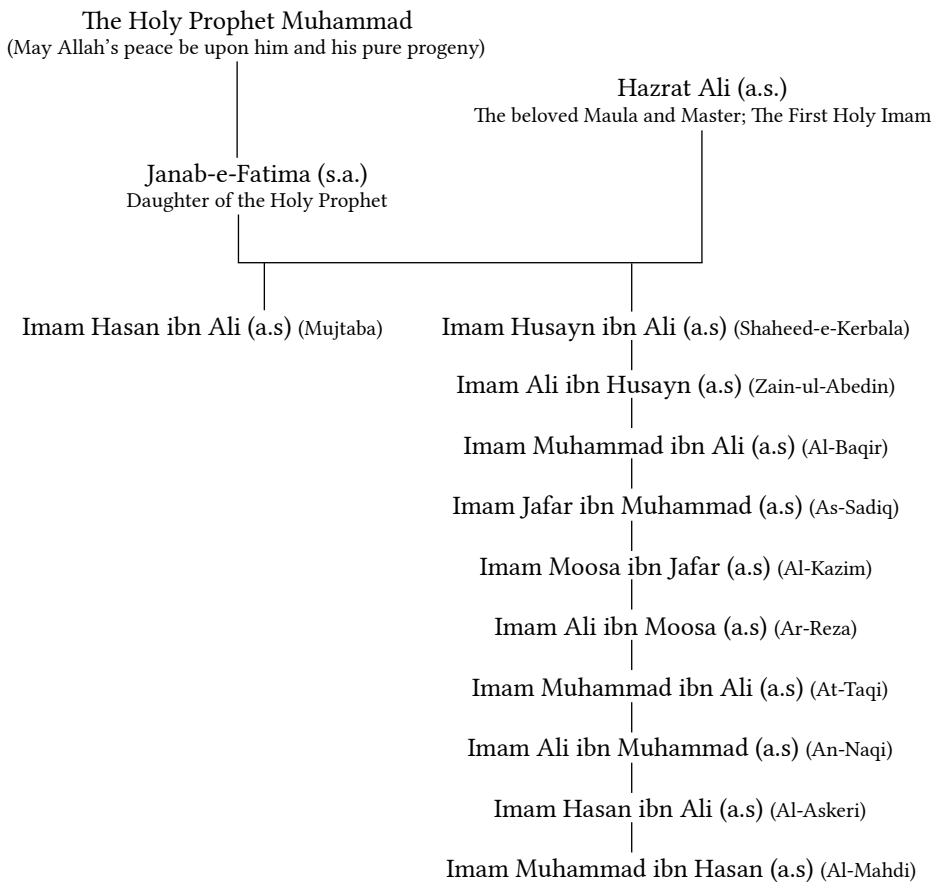 The Holy Prophet Muhammad
(May Allah’s peace be upon him and his pure progeny)
Hazrat Ali (a.s.)
The beloved Maula and Master; The First Holy Imam
Janab-e-Fatima (s.a.)
Daughter of the Holy Prophet
Imam Hasan ibn Ali (a.s) (Mujtaba)
Imam Husayn ibn Ali (a.s) (Shaheed-e-Kerbala)
Imam Ali ibn Husayn (a.s) (Zain-ul-Abedin)
Imam Muhammad ibn Ali (a.s) (Al-Baqir)
Imam Jafar ibn Muhammad (a.s) (As-Sadiq)
Imam Moosa ibn Jafar (a.s) (Al-Kazim)
Imam Ali ibn Moosa (a.s) (Ar-Reza)
Imam Muhammad ibn Ali (a.s) (At-Taqi)
Imam Ali ibn Muhammad (a.s) (An-Naqi)
Imam Hasan ibn Ali (a.s) (Al-Askeri)
Imam Muhammad ibn Hasan (a.s) (Al-Mahdi)